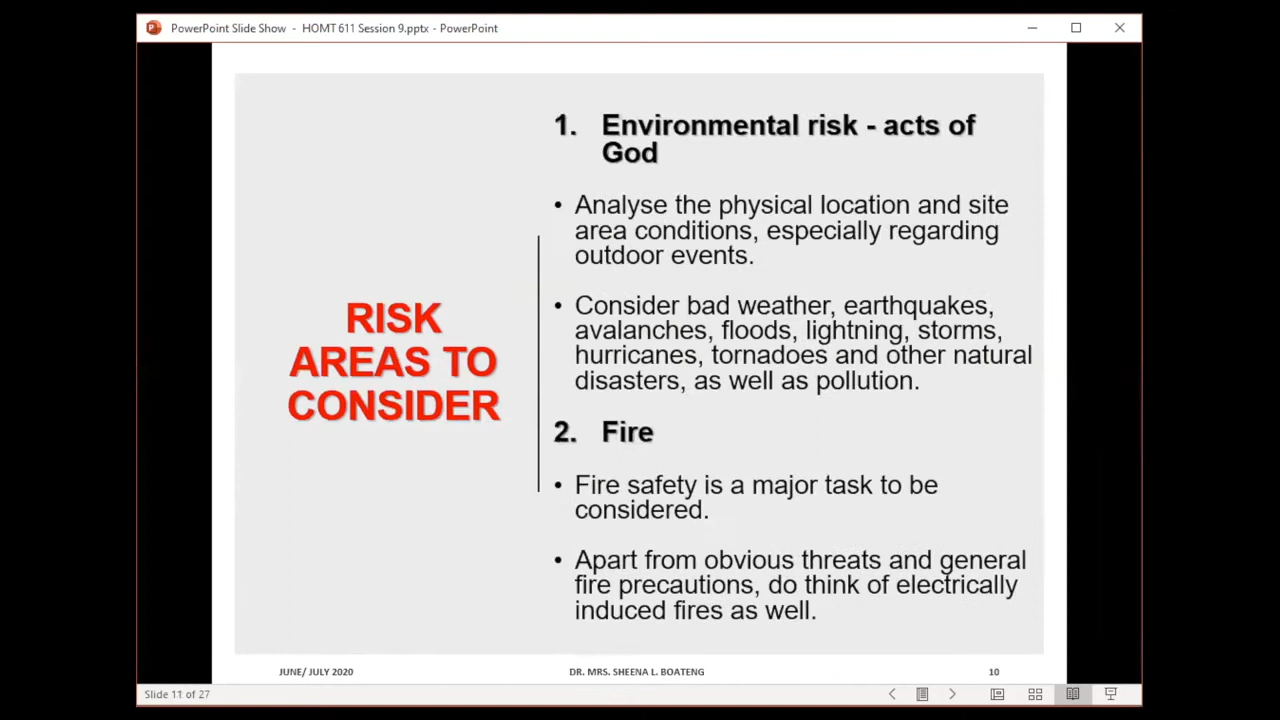 PowerPoint Slide Show - HOMT 611 Session 9.pptx - PowerPoint
RISK
AREAS TO
CONSIDER
1. Environmental risk - acts of
God
• Analyse the physical location and site
area conditions, especially regarding
outdoor events.
• Consider bad weather, earthquakes,
avalanches, floods, lightning, storms,
hurricanes, tornadoes and other natural
disasters, as well as pollution.
2. Fire
• Fire safety is a major task to be
considered.
• Apart from obvious threats and general
fire precautions, do think of electrically
induced fires as well.
JUNE/ JULY 2020
DR. MRS. SHEENA L. BOATENG
10
Slide 11 of 27